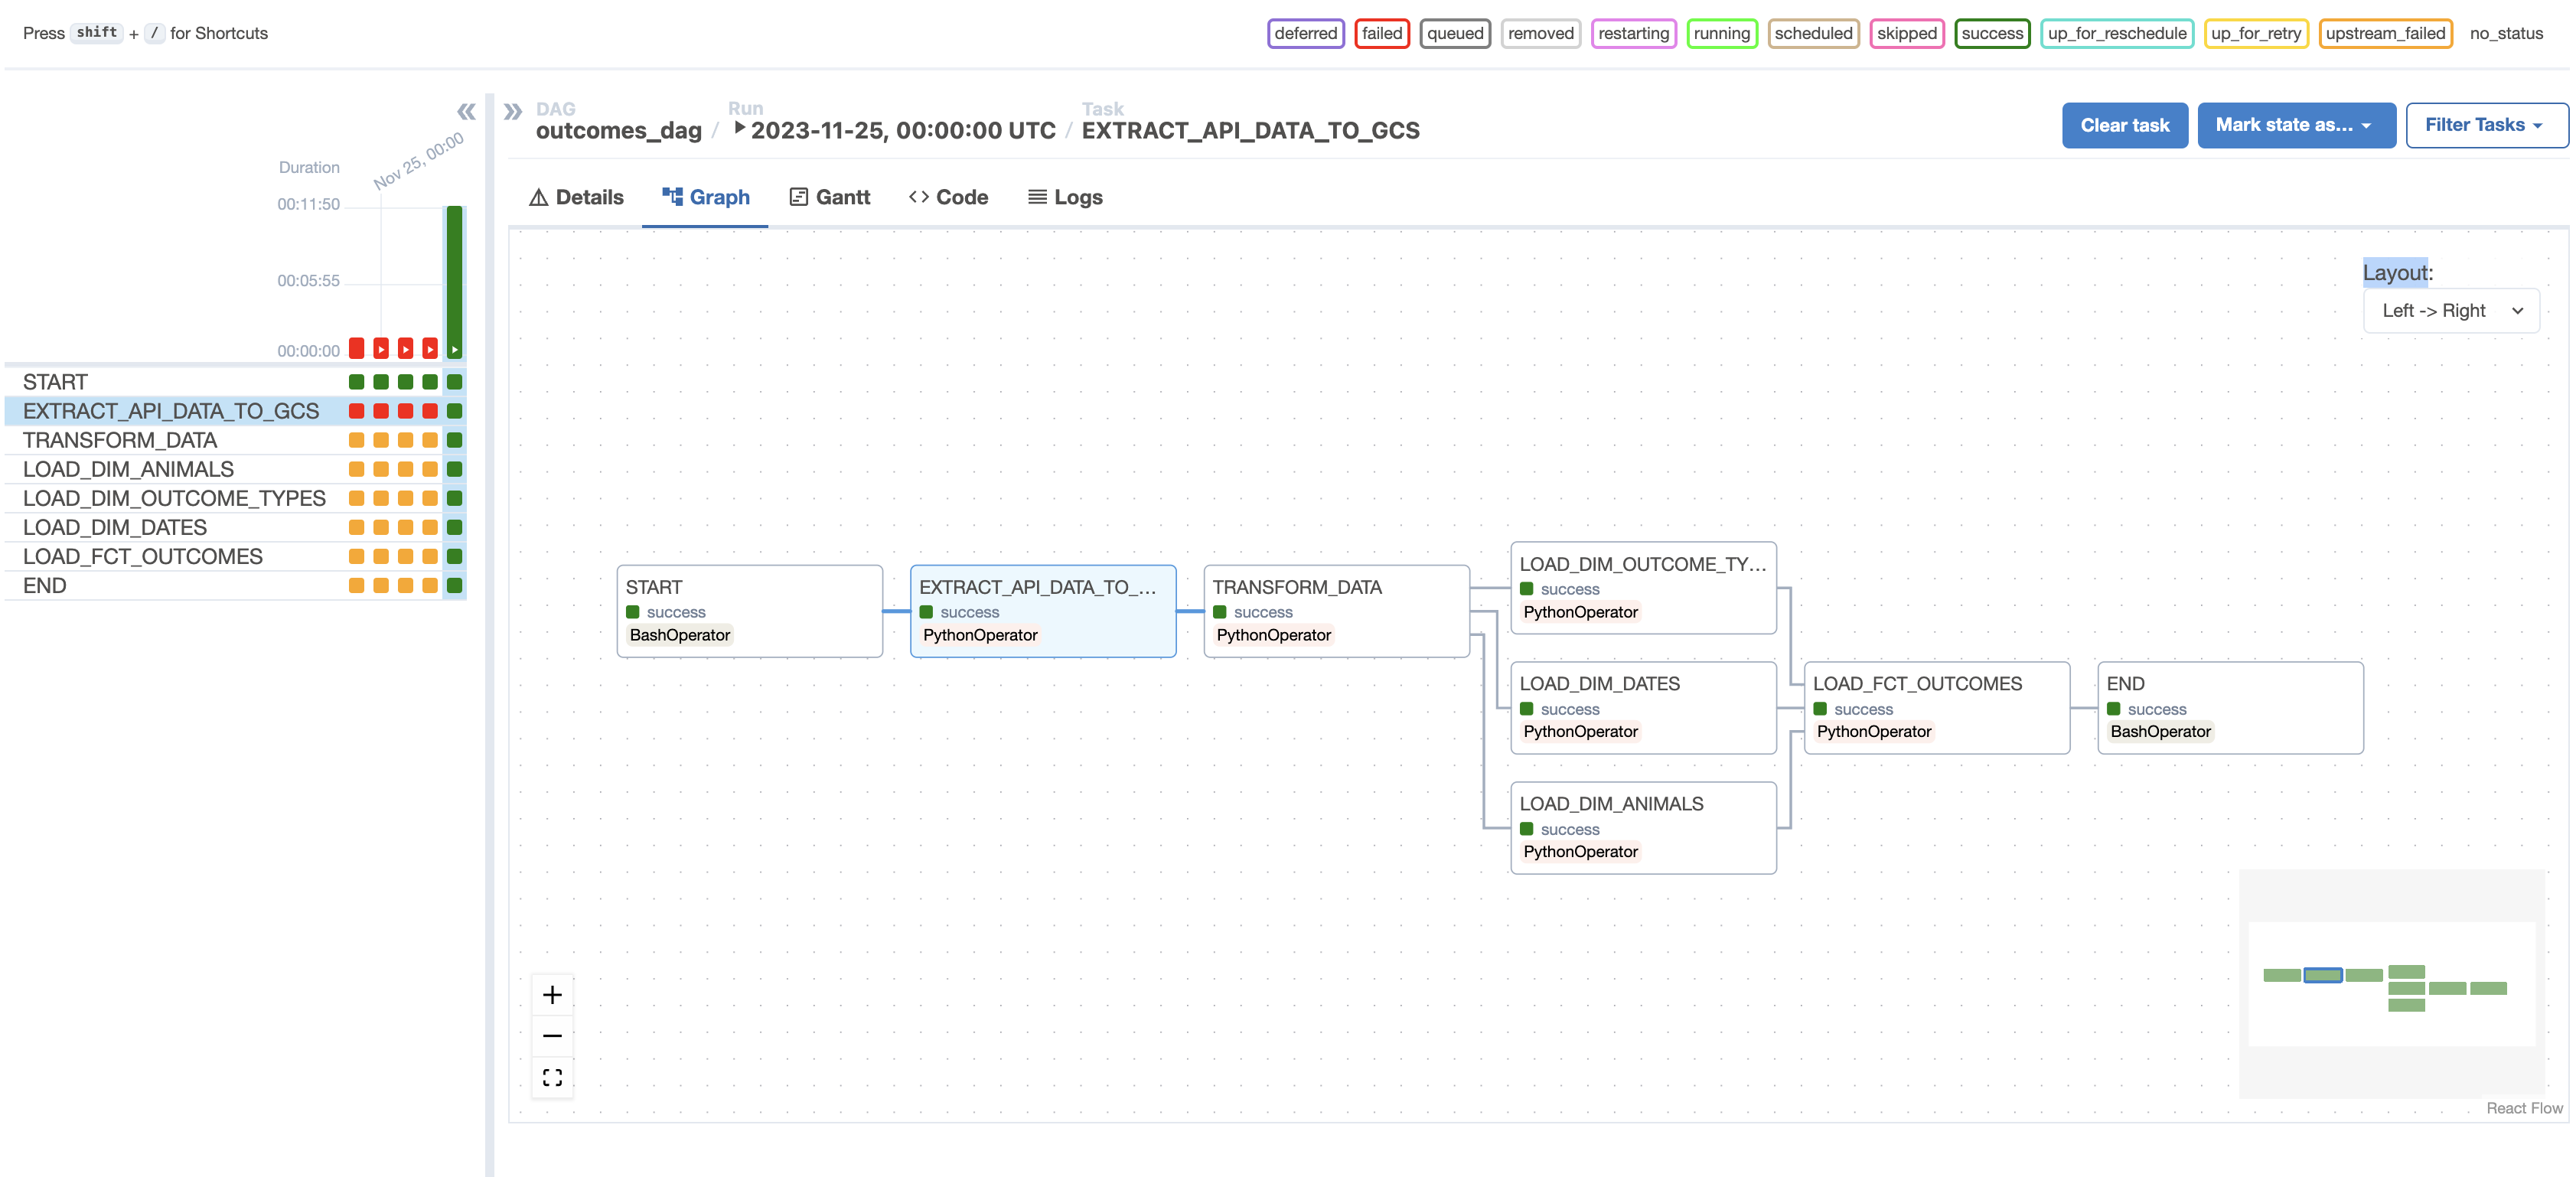 Press shift + / for Shortcuts
deferred failed queued removed restarting running scheduled skipped success up_for_reschedule up_for_retry upstream_failed no_status
Duration
Nov 25, 00:00
00:11:50
00:05:55
00:00:00
START
EXTRACT_API_DATA_TO_GCS
TRANSFORM_DATA
LOAD_DIM_ANIMALS
LOAD_DIM_OUTCOME_TYPES
LOAD_DIM_DATES
LOAD_FCT_OUTCOMES
END
DAG Run Task
outcomes_dag / 2023-11-25, 00:00:00 UTC / EXTRACT_API_DATA_TO_GCS
Clear task Mark state as... Filter Tasks
Details Graph Gantt Code Logs
Layout:
Left -> Right
START
success
BashOperator
EXTRACT_API_DATA_TO_...
success
PythonOperator
TRANSFORM_DATA
success
PythonOperator
LOAD_DIM_OUTCOME_TY...
success
PythonOperator
LOAD_DIM_DATES
success
PythonOperator
LOAD_DIM_ANIMALS
success
PythonOperator
LOAD_FCT_OUTCOMES
success
PythonOperator
END
success
BashOperator
React Flow